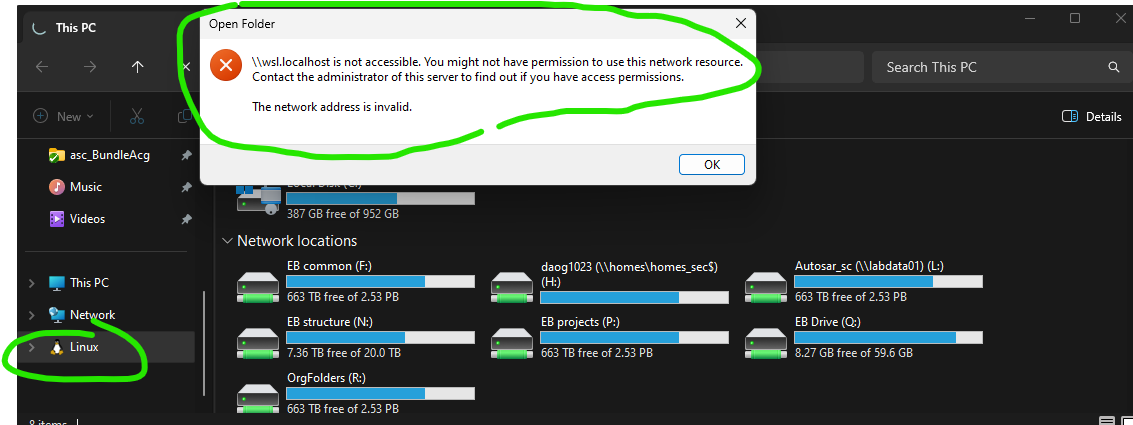 This PC
Open Folder
\\wsl.localhost is not accessible. You might not have permission to use this network resource.
Contact the administrator of this server to find out if you have access permissions.
The network address is invalid.
OK
Search This PC
New
Details
asc_BundleAcg
Music
Videos
This PC
Network
Linux
Local Disk (C:)
387 GB free of 952 GB
Network locations
EB common (F:)
663 TB free of 2.53 PB
daog1023 (\\homes\homes_sec$)
(H:)
Autosar_sc (\\labdata01) (L:)
663 TB free of 2.53 PB
EB structure (N:)
7.36 TB free of 20.0 TB
EB projects (P:)
663 TB free of 2.53 PB
EB Drive (Q:)
8.27 GB free of 59.6 GB
OrgFolders (R:)
663 TB free of 2.53 PB
8 items